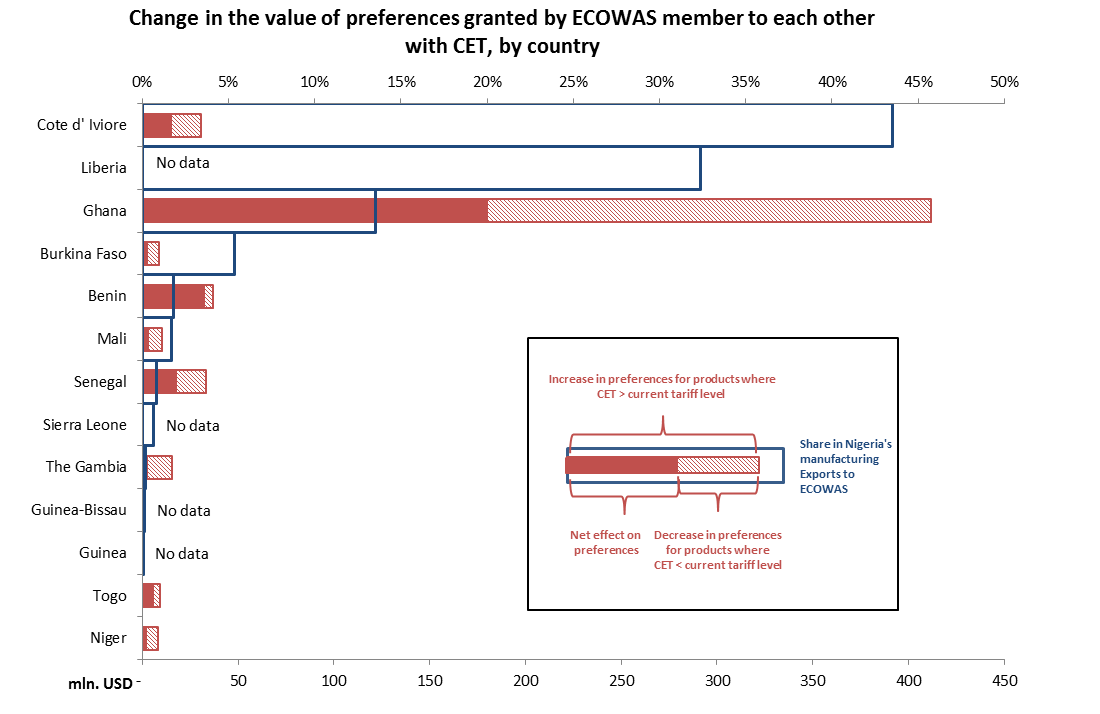 Change in the value of preferences granted by ECOWAS member to each other
with CET, by country
0% 5% 10% 15% 20% 25% 30% 35% 40% 45% 50%
Cote d' Iviore
Liberia No data
Ghana
Burkina Faso
Benin
Mali
Senegal
Sierra Leone No data
The Gambia
Guinea-Bissau No data
Guinea No data
Togo
Niger
mln. USD - 50 100 150 200 250 300 350 400 450
Increase in preferences for products where
CET > current tariff level
Share in Nigeria's
manufacturing
Exports to
ECOWAS
Net effect on
preferences
Decrease in preferences
for products where
CET < current tariff level